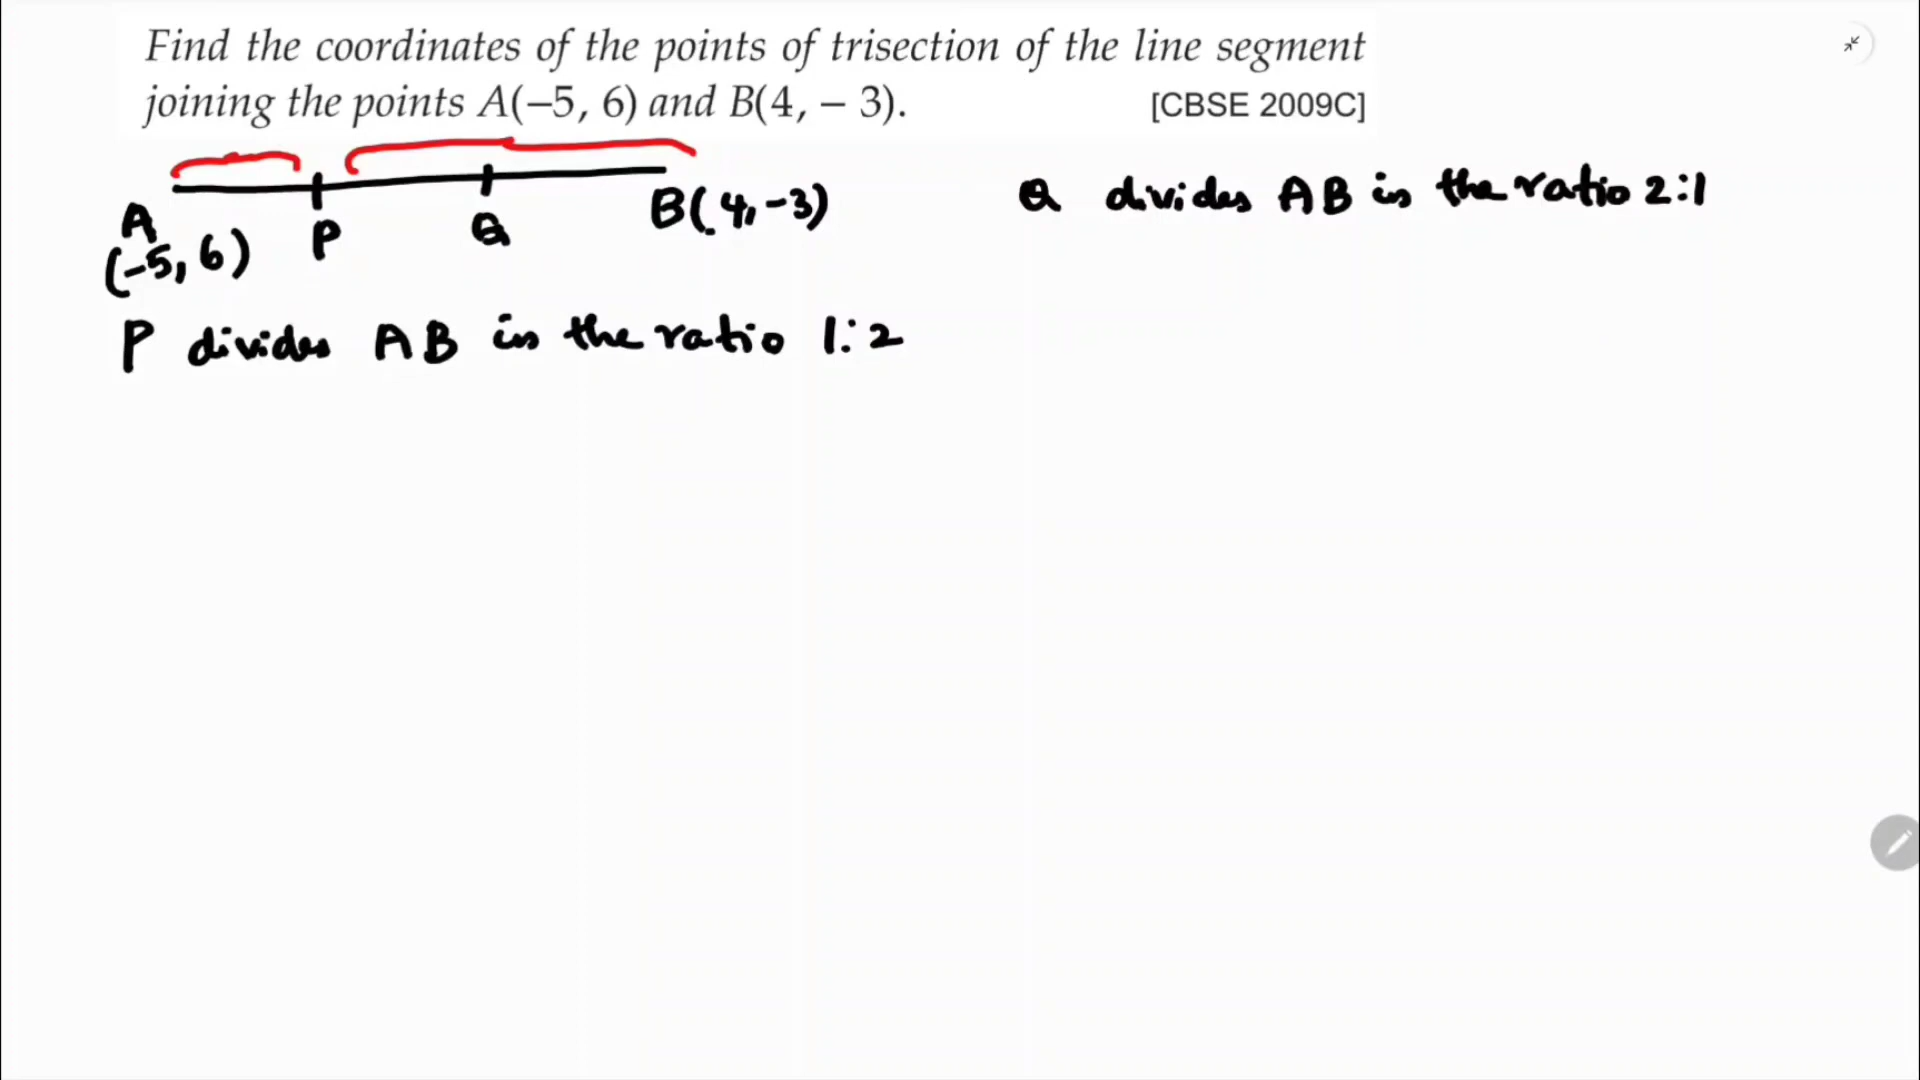 Find the coordinates of the points of trisection of the line segment
joining the points A(–5, 6) and B(4, – 3). [CBSE 2009C]
A P Q B(4, -3)
(-5, 6)
Q divides AB in the ratio 2:1
P divides AB in the ratio 1:2